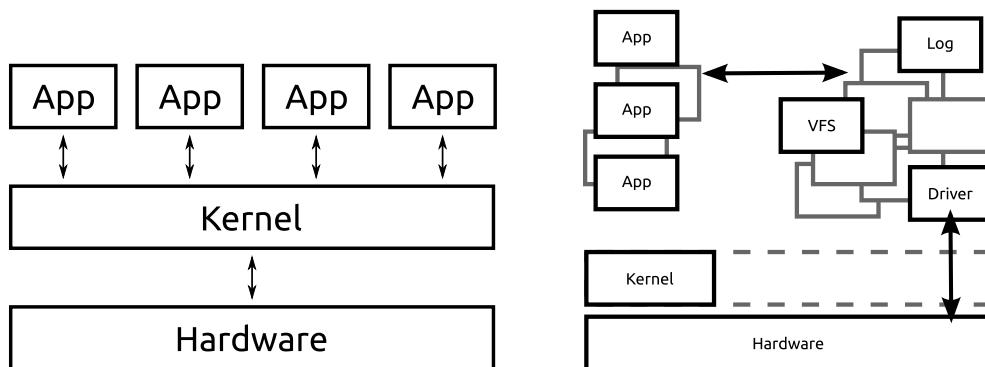 App App App App
Kernel
Hardware
App
Log
App
VFS
App
Driver
Kernel
Hardware